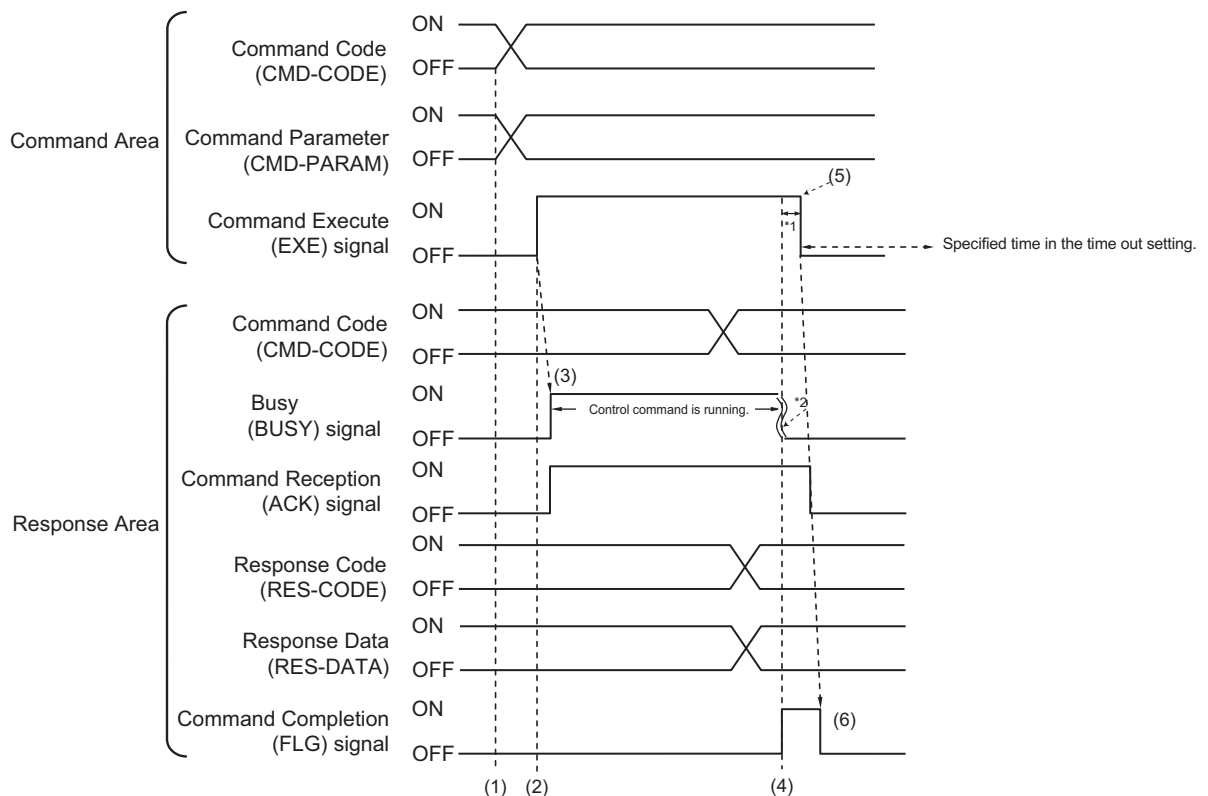 Command Area
Command Code
(CMD-CODE)
ON
OFF
Command Parameter
(CMD-PARAM)
ON
OFF
Command Execute
(EXE) signal
ON
OFF
(5)
*1
Specified time in the time out setting.
Response Area
Command Code
(CMD-CODE)
ON
OFF
Busy
(BUSY) signal
ON
OFF
(3)
Control command is running.
*2
Command Reception
(ACK) signal
ON
OFF
Response Code
(RES-CODE)
ON
OFF
Response Data
(RES-DATA)
ON
OFF
Command Completion
(FLG) signal
ON
OFF
(6)
(1)
(2)
(4)